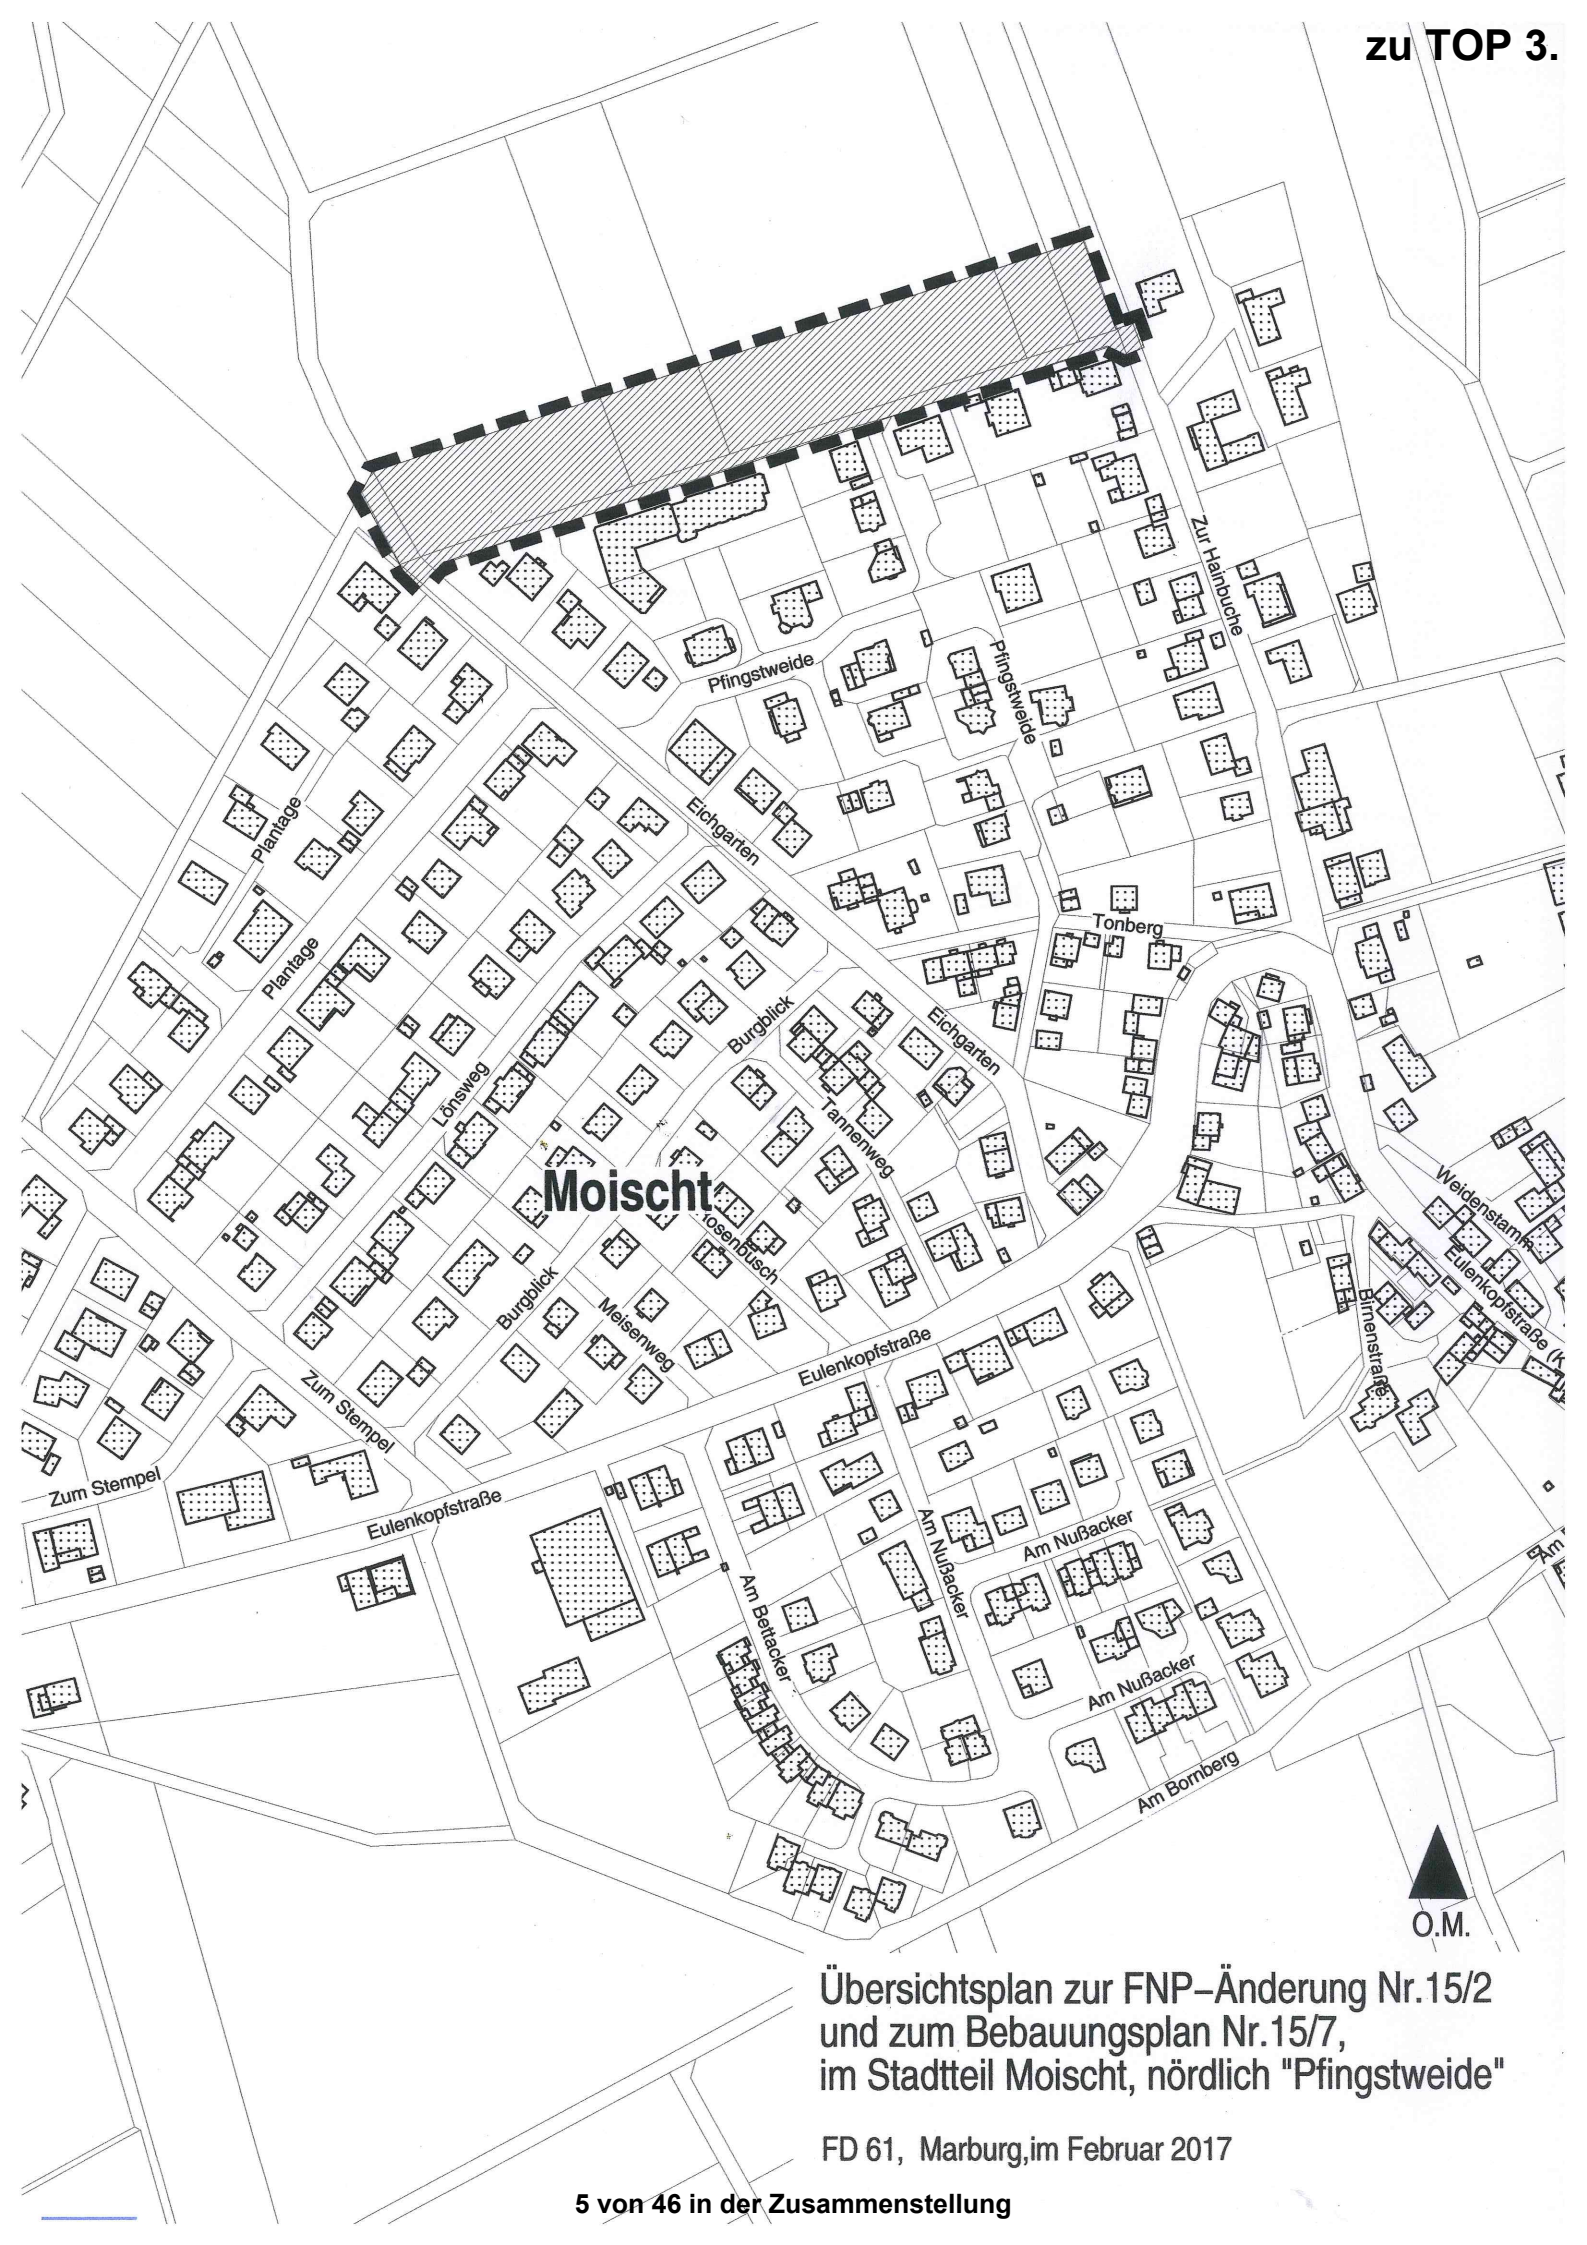 zu TOP 3.
Zur Hainbuche
Pfingstweide
Pfingstweide
Plantage
Eichgarten
Tonberg
Plantage
Burgblick
Eichgarten
Lönsweg
Tannenweg
Moischt
Weidenstamm
osenbusch
Burgblick
Meisenweg
Eulenkopfstraße (K
Birnenstraße
Eulenkopfstraße
Zum Stempel
Zum Stempel
Eulenkopfstraße
Am Nußacker
Am Nußacker
Am
Am Bettacker
Am Nußacker
Am Bornberg
O.M.
Übersichtsplan zur FNP–Änderung Nr.15/2
und zum Bebauungsplan Nr.15/7,
im Stadtteil Moischt, nördlich "Pfingstweide"
FD 61, Marburg,im Februar 2017
5 von 46 in der Zusammenstellung